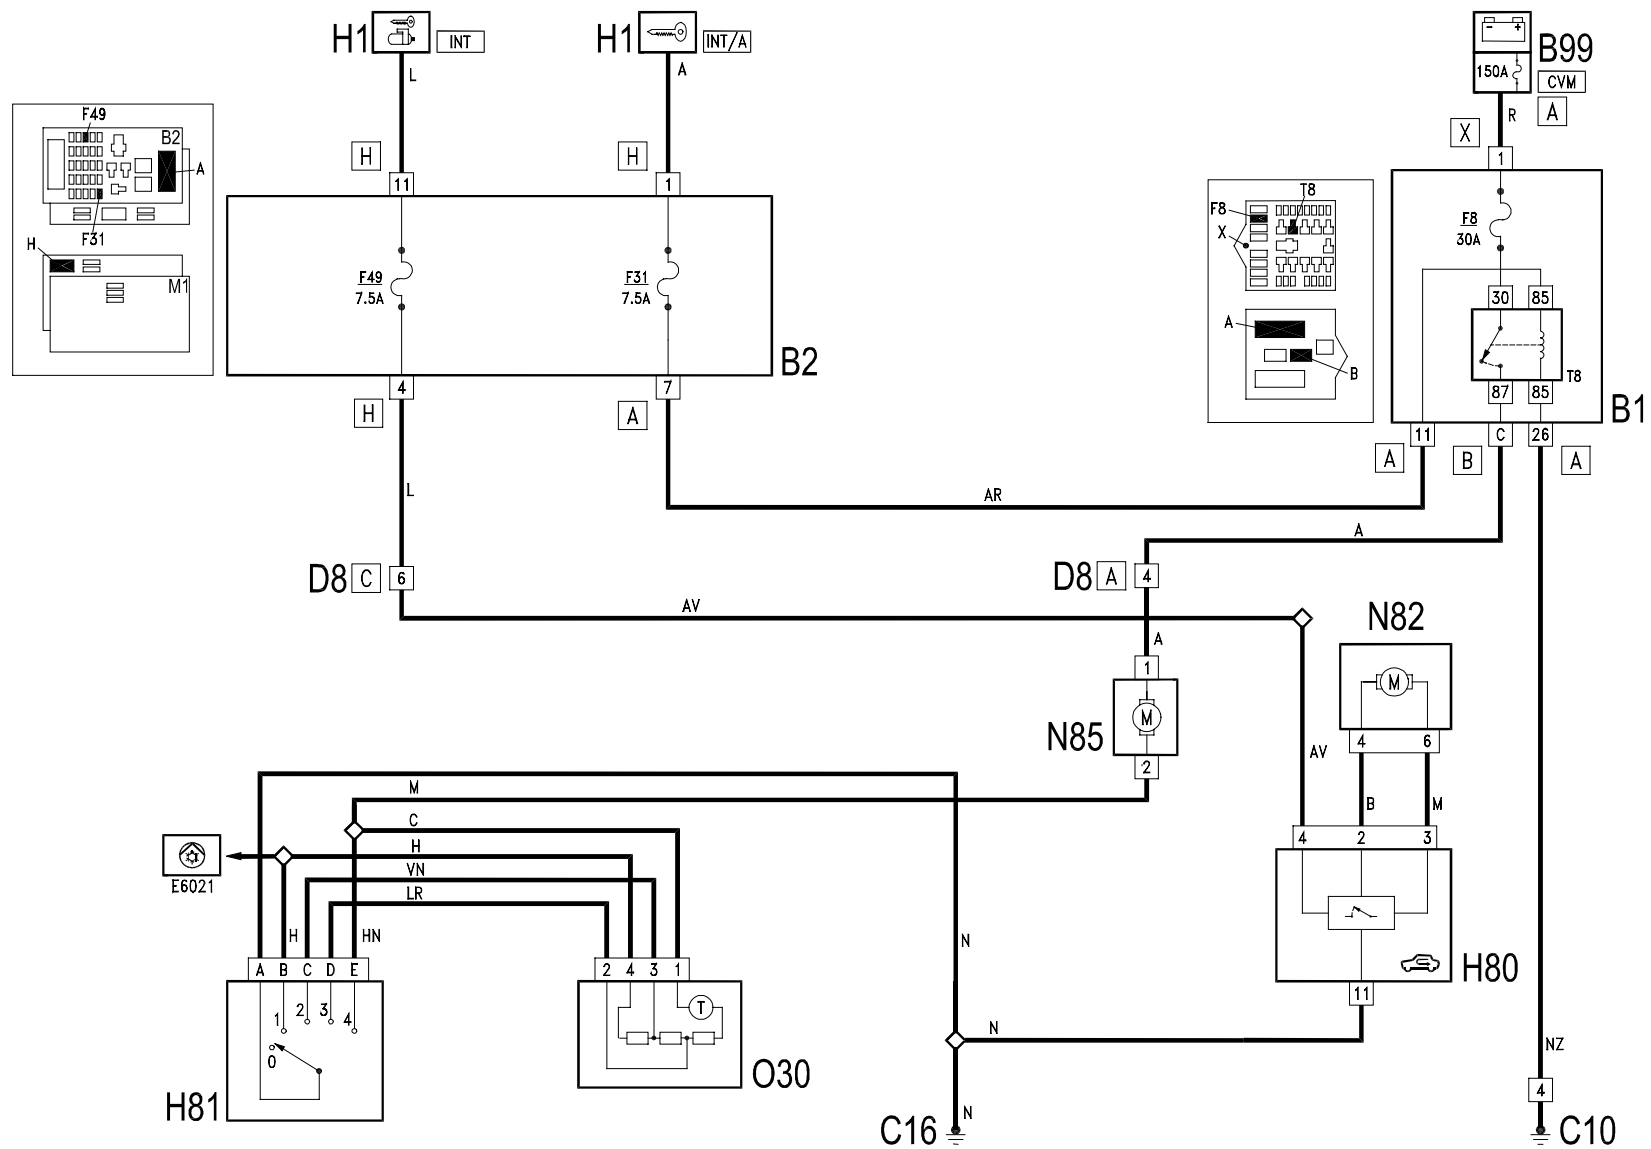 H1 INT
H1 INT/A
- +
150A
B99
CVM
A
L
A
R
X
1
H
11
H
1
F49
B2
A
F31
H
M1
F49
7.5A
F31
7.5A
B2
4
H
7
A
T8
F8
X
A
B
F8
30A
30
85
T8
87
85
B1
11
C
26
A
B
A
L
AR
A
D8 C 6
D8 A 4
AV
A
N82
M
4
6
1
M
N85
2
AV
B
M
4
2
3
M
C
H
VN
LR
E6021
H
HN
A
B
C
D
E
2
4
3
1
1
2
3
4
0
H81
T
O30
N
N
H80
11
NZ
4
C16
N
C10